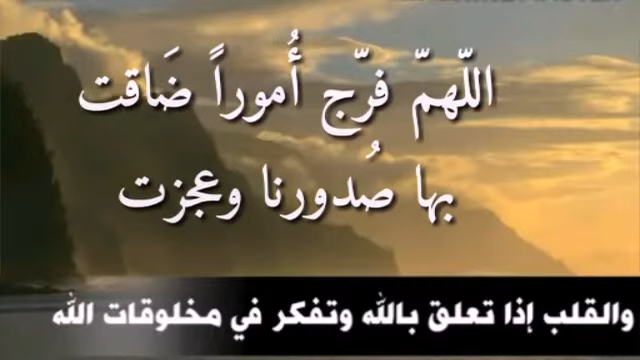 اللّهمّ فرّج أُموراً ضَاقت
بها صُدورنا وعجزت
والقلب إذا تعلق بالله وتفكر في مخلوقات الله